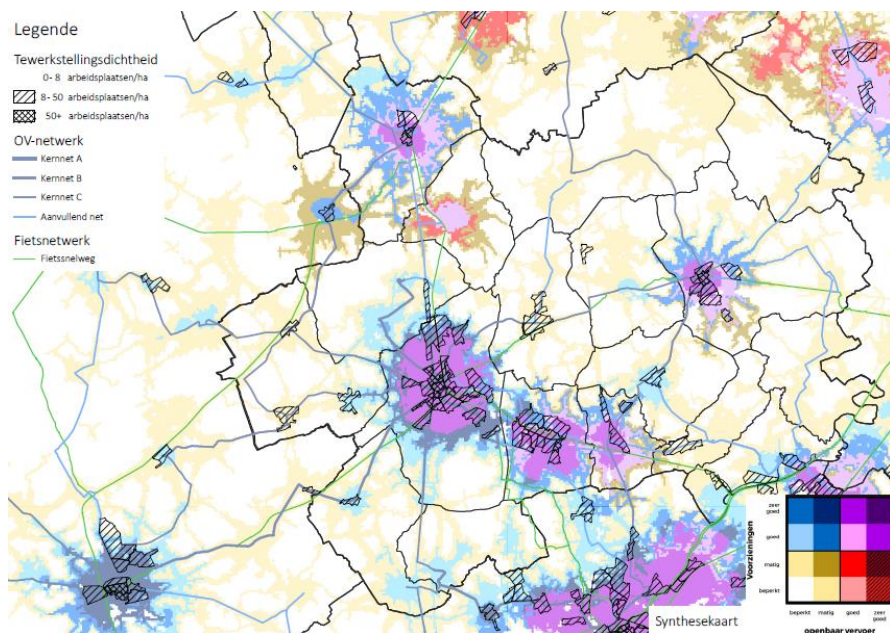 Legende
Tewerkstellingsdichtheid
0- 8 arbeidsplaatsen/ha
8- 50 arbeidsplaatsen/ha
50+ arbeidsplaatsen/ha
OV-netwerk
Kernnet A
Kernnet B
Kernnet C
Aanvullend net
Fietsnetwerk
Fietssnelweg
Synthesekaart
Voorzieningen
zeer goed
goed
matig
beperkt
beperkt matig goed zeer goed
openbaar vervoer